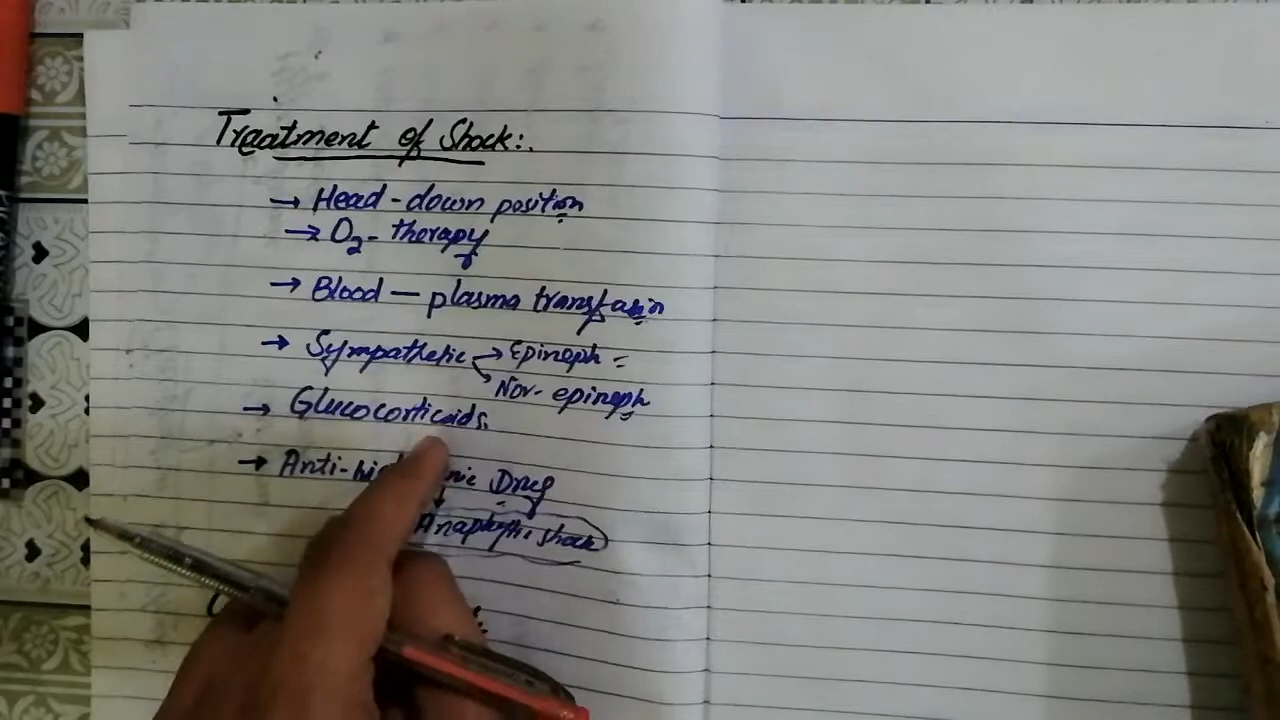 Treatment of Shock:.
→ Head-down position
→ O2- therapy
→ Blood — plasma transfusion
→ Sympathetic → Epineph =
→ Nor-epineph
→ Glucocorticoids.
→ Anti- Drug
↓
shock